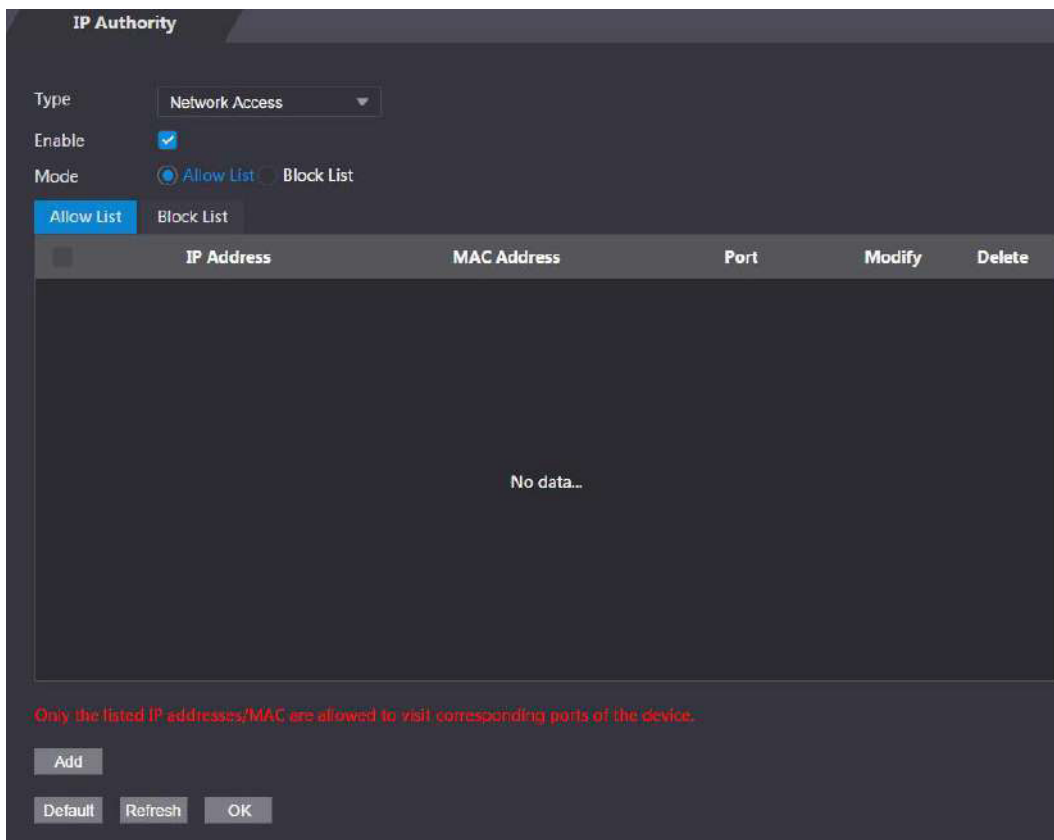 IP Authority
Type Network Access
Enable
Mode Allow List Block List
Allow List Block List
IP Address MAC Address Port Modify Delete
No data...
Only the listed IP addresses/MAC are allowed to visit corresponding ports of the device.
Add
Default Refresh OK